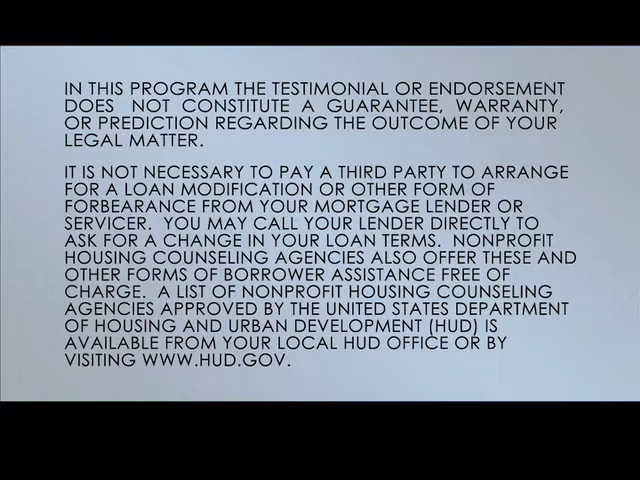 IN THIS PROGRAM THE TESTIMONIAL OR ENDORSEMENT
DOES NOT CONSTITUTE A GUARANTEE, WARRANTY,
OR PREDICTION REGARDING THE OUTCOME OF YOUR
LEGAL MATTER.
IT IS NOT NECESSARY TO PAY A THIRD PARTY TO ARRANGE
FOR A LOAN MODIFICATION OR OTHER FORM OF
FORBEARANCE FROM YOUR MORTGAGE LENDER OR
SERVICER. YOU MAY CALL YOUR LENDER DIRECTLY TO
ASK FOR A CHANGE IN YOUR LOAN TERMS. NONPROFIT
HOUSING COUNSELING AGENCIES ALSO OFFER THESE AND
OTHER FORMS OF BORROWER ASSISTANCE FREE OF
CHARGE. A LIST OF NONPROFIT HOUSING COUNSELING
AGENCIES APPROVED BY THE UNITED STATES DEPARTMENT
OF HOUSING AND URBAN DEVELOPMENT (HUD) IS
AVAILABLE FROM YOUR LOCAL HUD OFFICE OR BY
VISITING WWW.HUD.GOV.